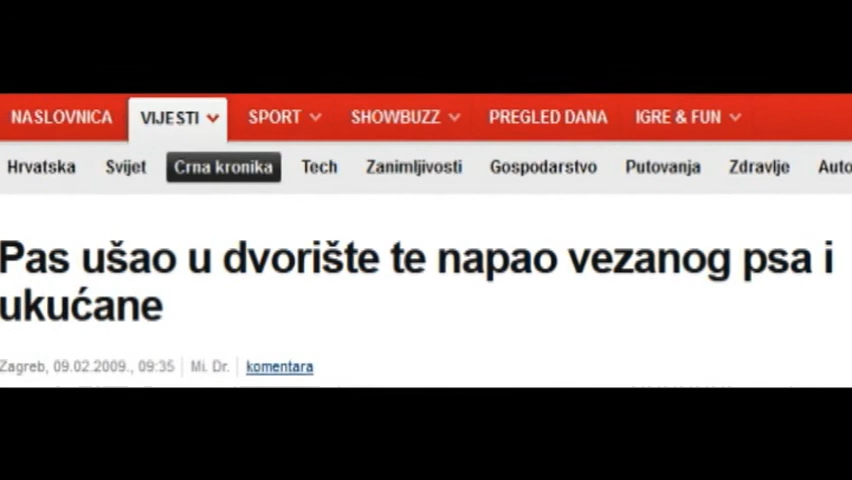 NASLOVNICA VIJESTI SPORT SHOWBUZZ PREGLED DANA IGRE & FUN
Hrvatska Svijet Crna kronika Tech Zanimljivosti Gospodarstvo Putovanja Zdravlje Auto
Pas ušao u dvorište te napao vezanog psa i
ukućane
Zagreb, 09.02.2009., 09:35 Mi. Dr. komentara